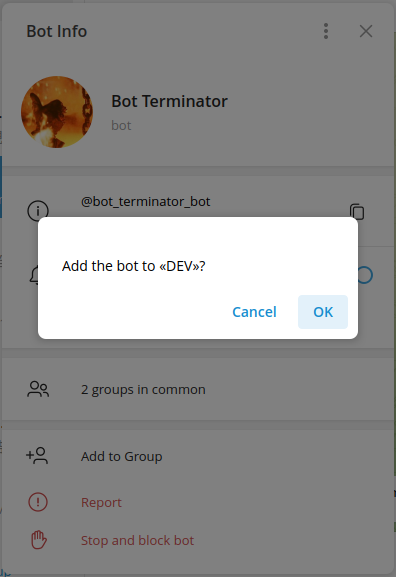 Bot Info
Bot Terminator
bot
@bot_terminator_bot
Add the bot to «DEV»?
Cancel OK
2 groups in common
Add to Group
Report
Stop and block bot